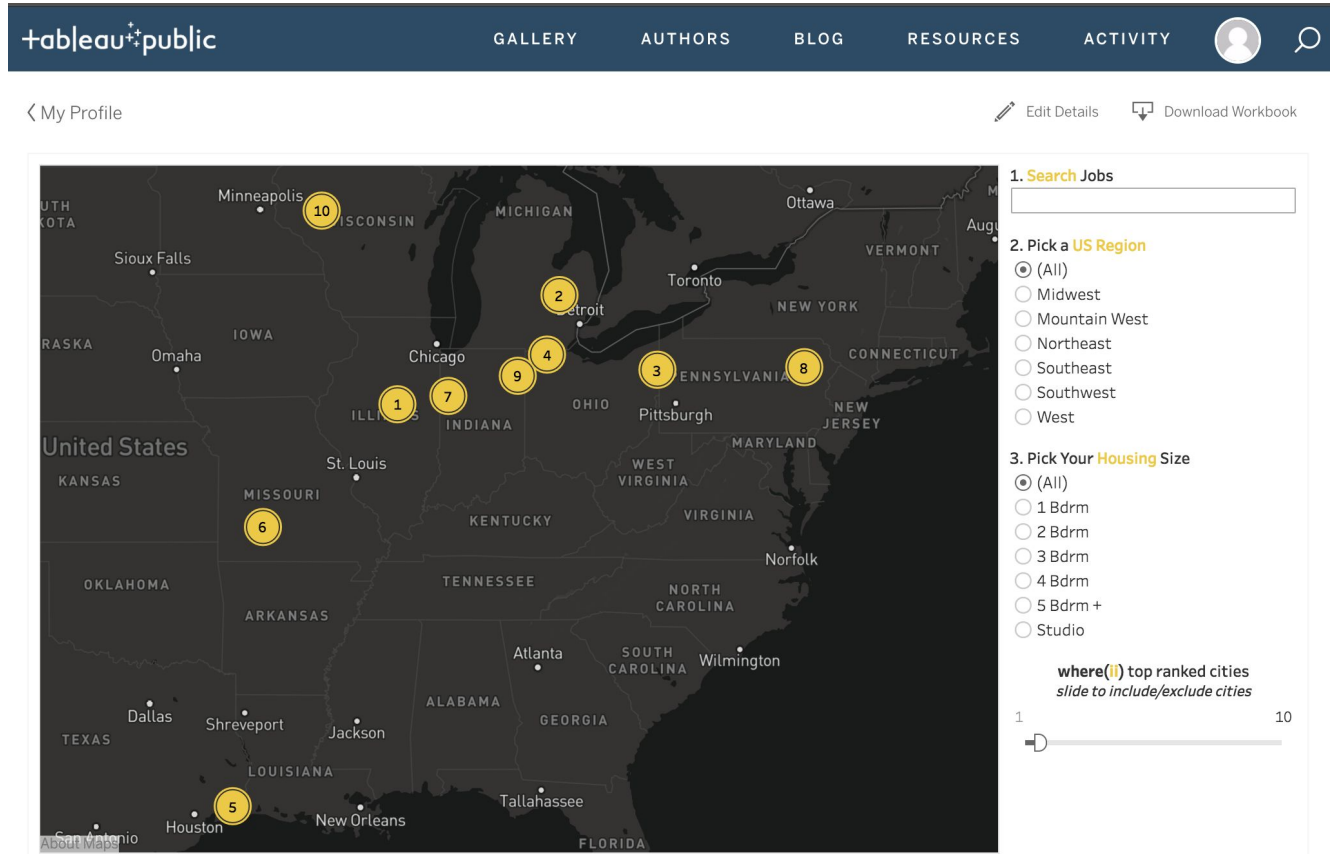 +ab|eau public
GALLERY AUTHORS BLOG RESOURCES ACTIVITY
My Profile
Edit Details Download Workbook
Minneapolis
10
ISCONSIN
MICHIGAN
Ottawa
UTH
KOTA
Augu
VERMONT
Sioux Falls
Toronto
2
etroit
NEW YORK
IOWA
RASKA
Omaha
Chicago
4
CONNECTICUT
9
3
ENNSYLVANIA
8
7
1
ILL
S
OHIO
Pittsburgh
NEW
JERSEY
INDIANA
MARYLAND
United States
St. Louis
WEST
VIRGINIA
KANSAS
MISSOURI
6
KENTUCKY
VIRGINIA
Norfolk
OKLAHOMA
TENNESSEE
NORTH
CAROLINA
ARKANSAS
Atlanta
SOUTH
CAROLINA
Wilmington
ALABAMA
Dallas
Shreveport
Jackson
GEORGIA
TEXAS
LOUISIANA
5
Houston
New Orleans
Tallahassee
San Antonio
About Maps
FLORIDA
1. Search Jobs
2. Pick a US Region
(All)
Midwest
Mountain West
Northeast
Southeast
Southwest
West
3. Pick Your Housing Size
(All)
1 Bdrm
2 Bdrm
3 Bdrm
4 Bdrm
5 Bdrm +
Studio
where(ii) top ranked cities
slide to include/exclude cities
1 10